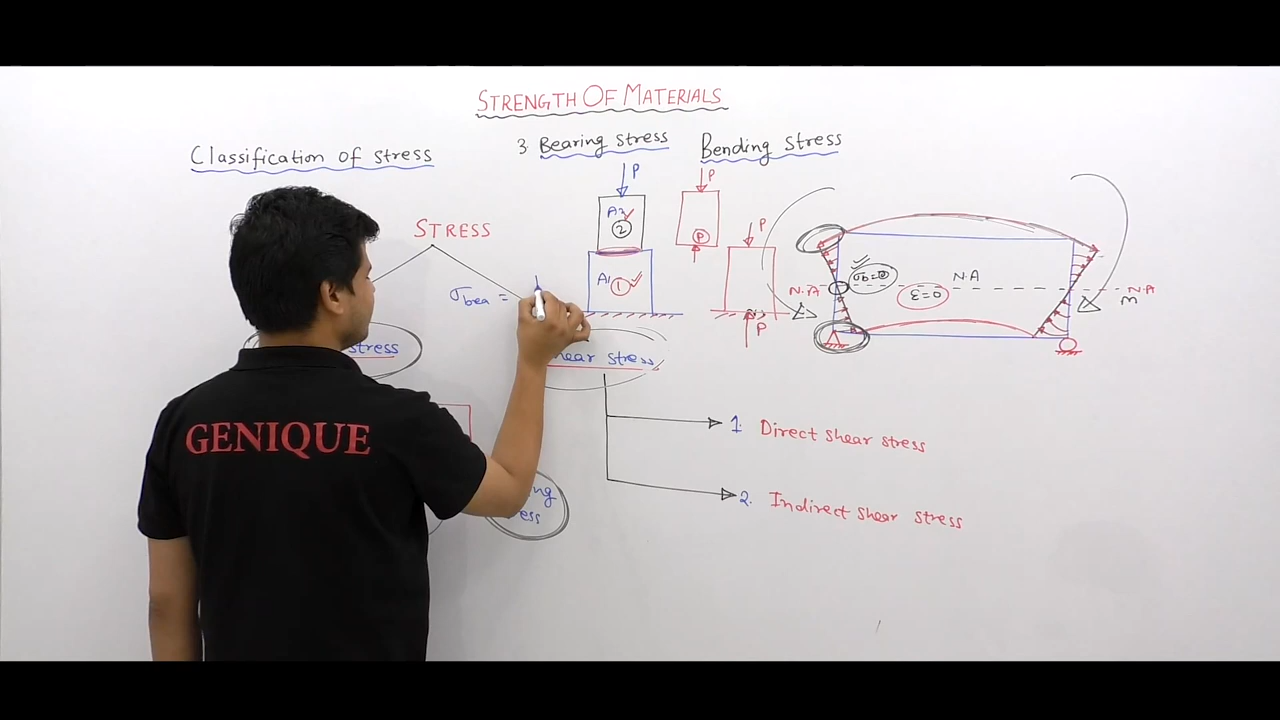 STRENGTH OF MATERIALS
Classification of stress
3 Bearing stress
Bending stress
STRESS
σbea =
P
A2
2
A1
1
P
P
P
P
N.A
σb=0
N.A
ε=0
N.A
m
stress
shear stress
1. Direct shear stress
2. Indirect shear stress
GENIQUE